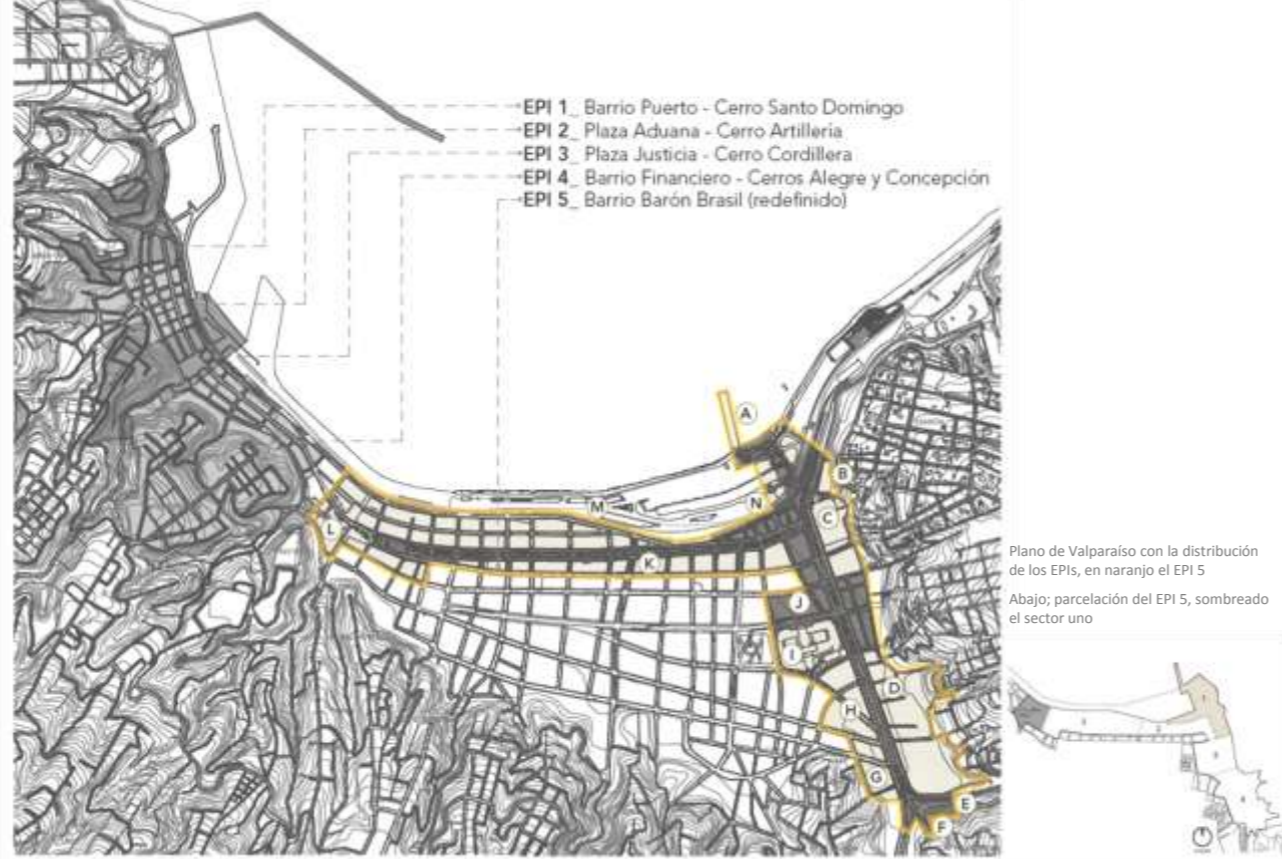 EPI 1_ Barrio Puerto - Cerro Santo Domingo
EPI 2_ Plaza Aduana - Cerro Artillería
EPI 3_ Plaza Justicia - Cerro Cordillera
EPI 4_ Barrio Financiero - Cerros Alegre y Concepción
EPI 5_ Barrio Barón Brasil (redefinido)
A
B
M
N
C
L
K
J
I
D
H
G
E
F
Plano de Valparaíso con la distribución
de los EPIs, en naranjo el EPI 5
Abajo; parcelación del EPI 5, sombreado
el sector uno